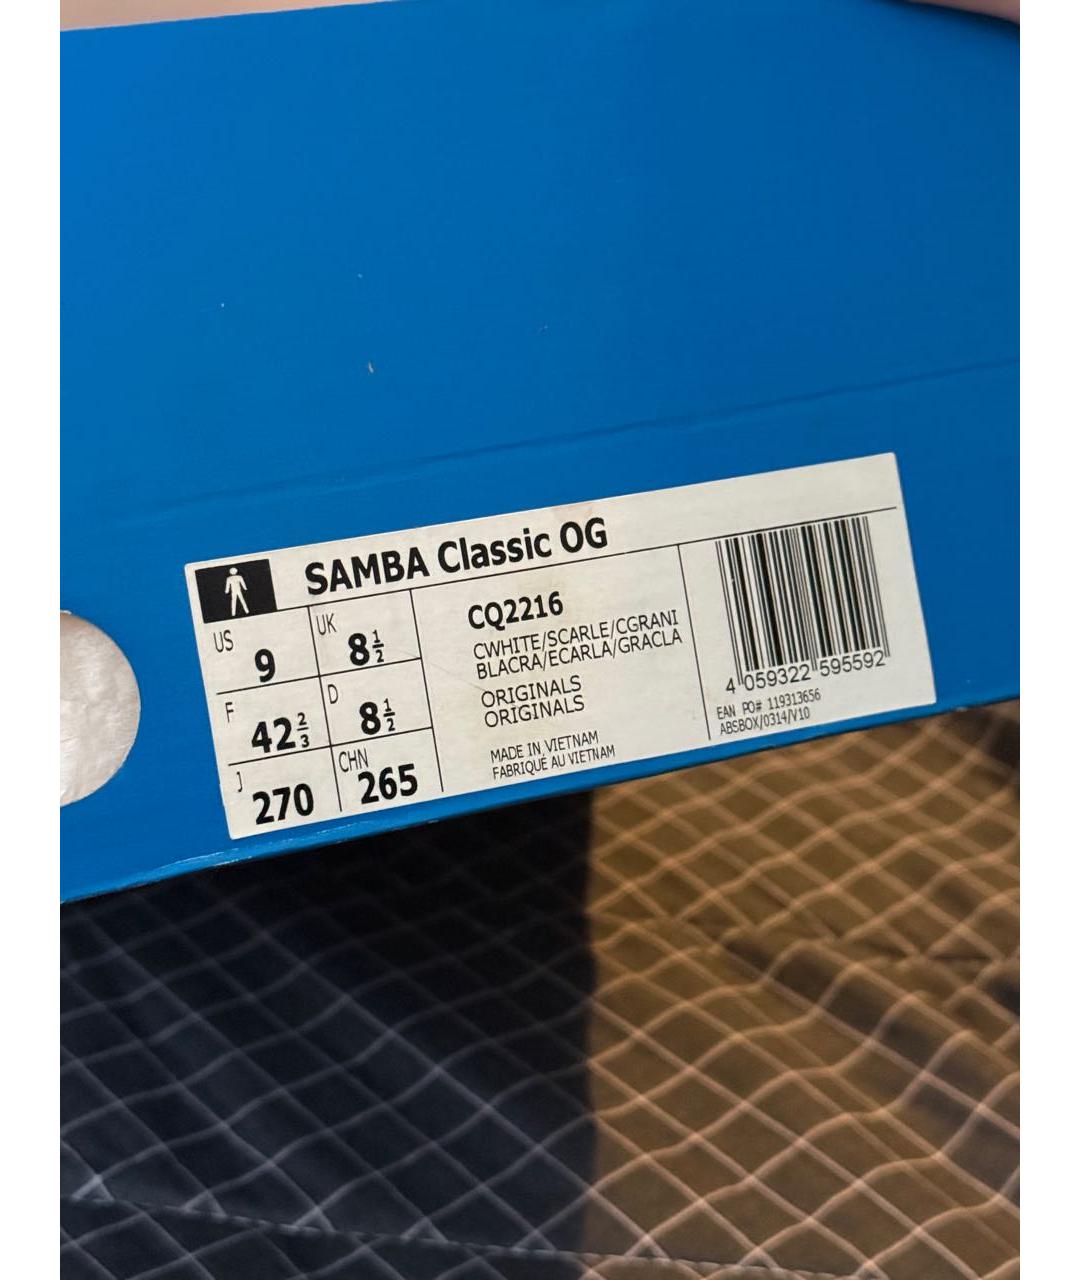 SAMBA Classic OG
US 9
UK 8½
F 42⅔
D 8½
J 270
CHN 265
CQ2216
CWHITE/SCARLE/CGRANI
BLACRA/ECARLA/GRACLA
ORIGINALS
ORIGINALS
MADE IN VIETNAM
FABRIQUÉ AU VIETNAM
4 059322 595592
EAN PO# 119313656
ABSBOX/0314/V10